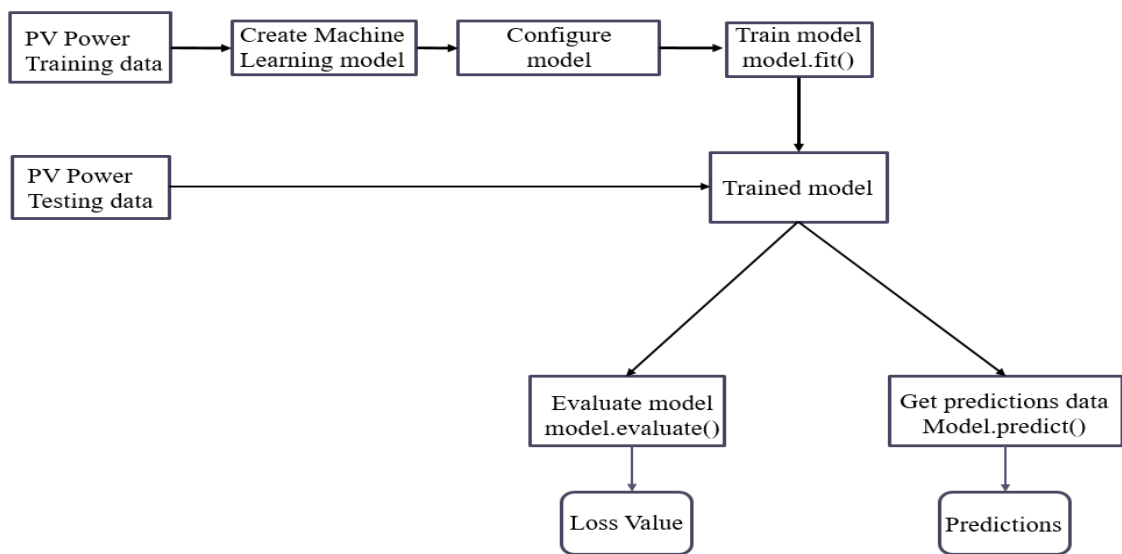 PV Power
Training data
Create Machine
Learning model
Configure
model
Train model
model.fit()
PV Power
Testing data
Trained model
Evaluate model
model.evaluate()
Get predictions data
Model.predict()
Loss Value
Predictions